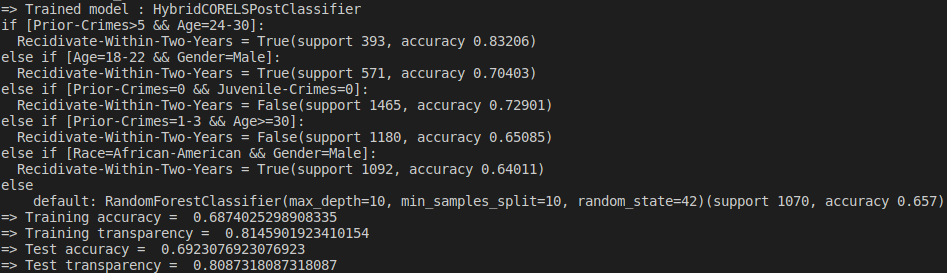 => Trained model : HybridCORELSPostClassifier
if [Prior-Crimes>5 && Age=24-30]:
  Recidivate-Within-Two-Years = True(support 393, accuracy 0.83206)
else if [Age=18-22 && Gender=Male]:
  Recidivate-Within-Two-Years = True(support 571, accuracy 0.70403)
else if [Prior-Crimes=0 && Juvenile-Crimes=0]:
  Recidivate-Within-Two-Years = False(support 1465, accuracy 0.72901)
else if [Prior-Crimes=1-3 && Age>=30]:
  Recidivate-Within-Two-Years = False(support 1180, accuracy 0.65085)
else if [Race=African-American && Gender=Male]:
  Recidivate-Within-Two-Years = True(support 1092, accuracy 0.64011)
else
    default: RandomForestClassifier(max_depth=10, min_samples_split=10, random_state=42)(support 1070, accuracy 0.657)
=> Training accuracy =  0.6874025298908335
=> Training transparency =  0.8145901923410154
=> Test accuracy =  0.6923076923076923
=> Test transparency =  0.8087318087318087